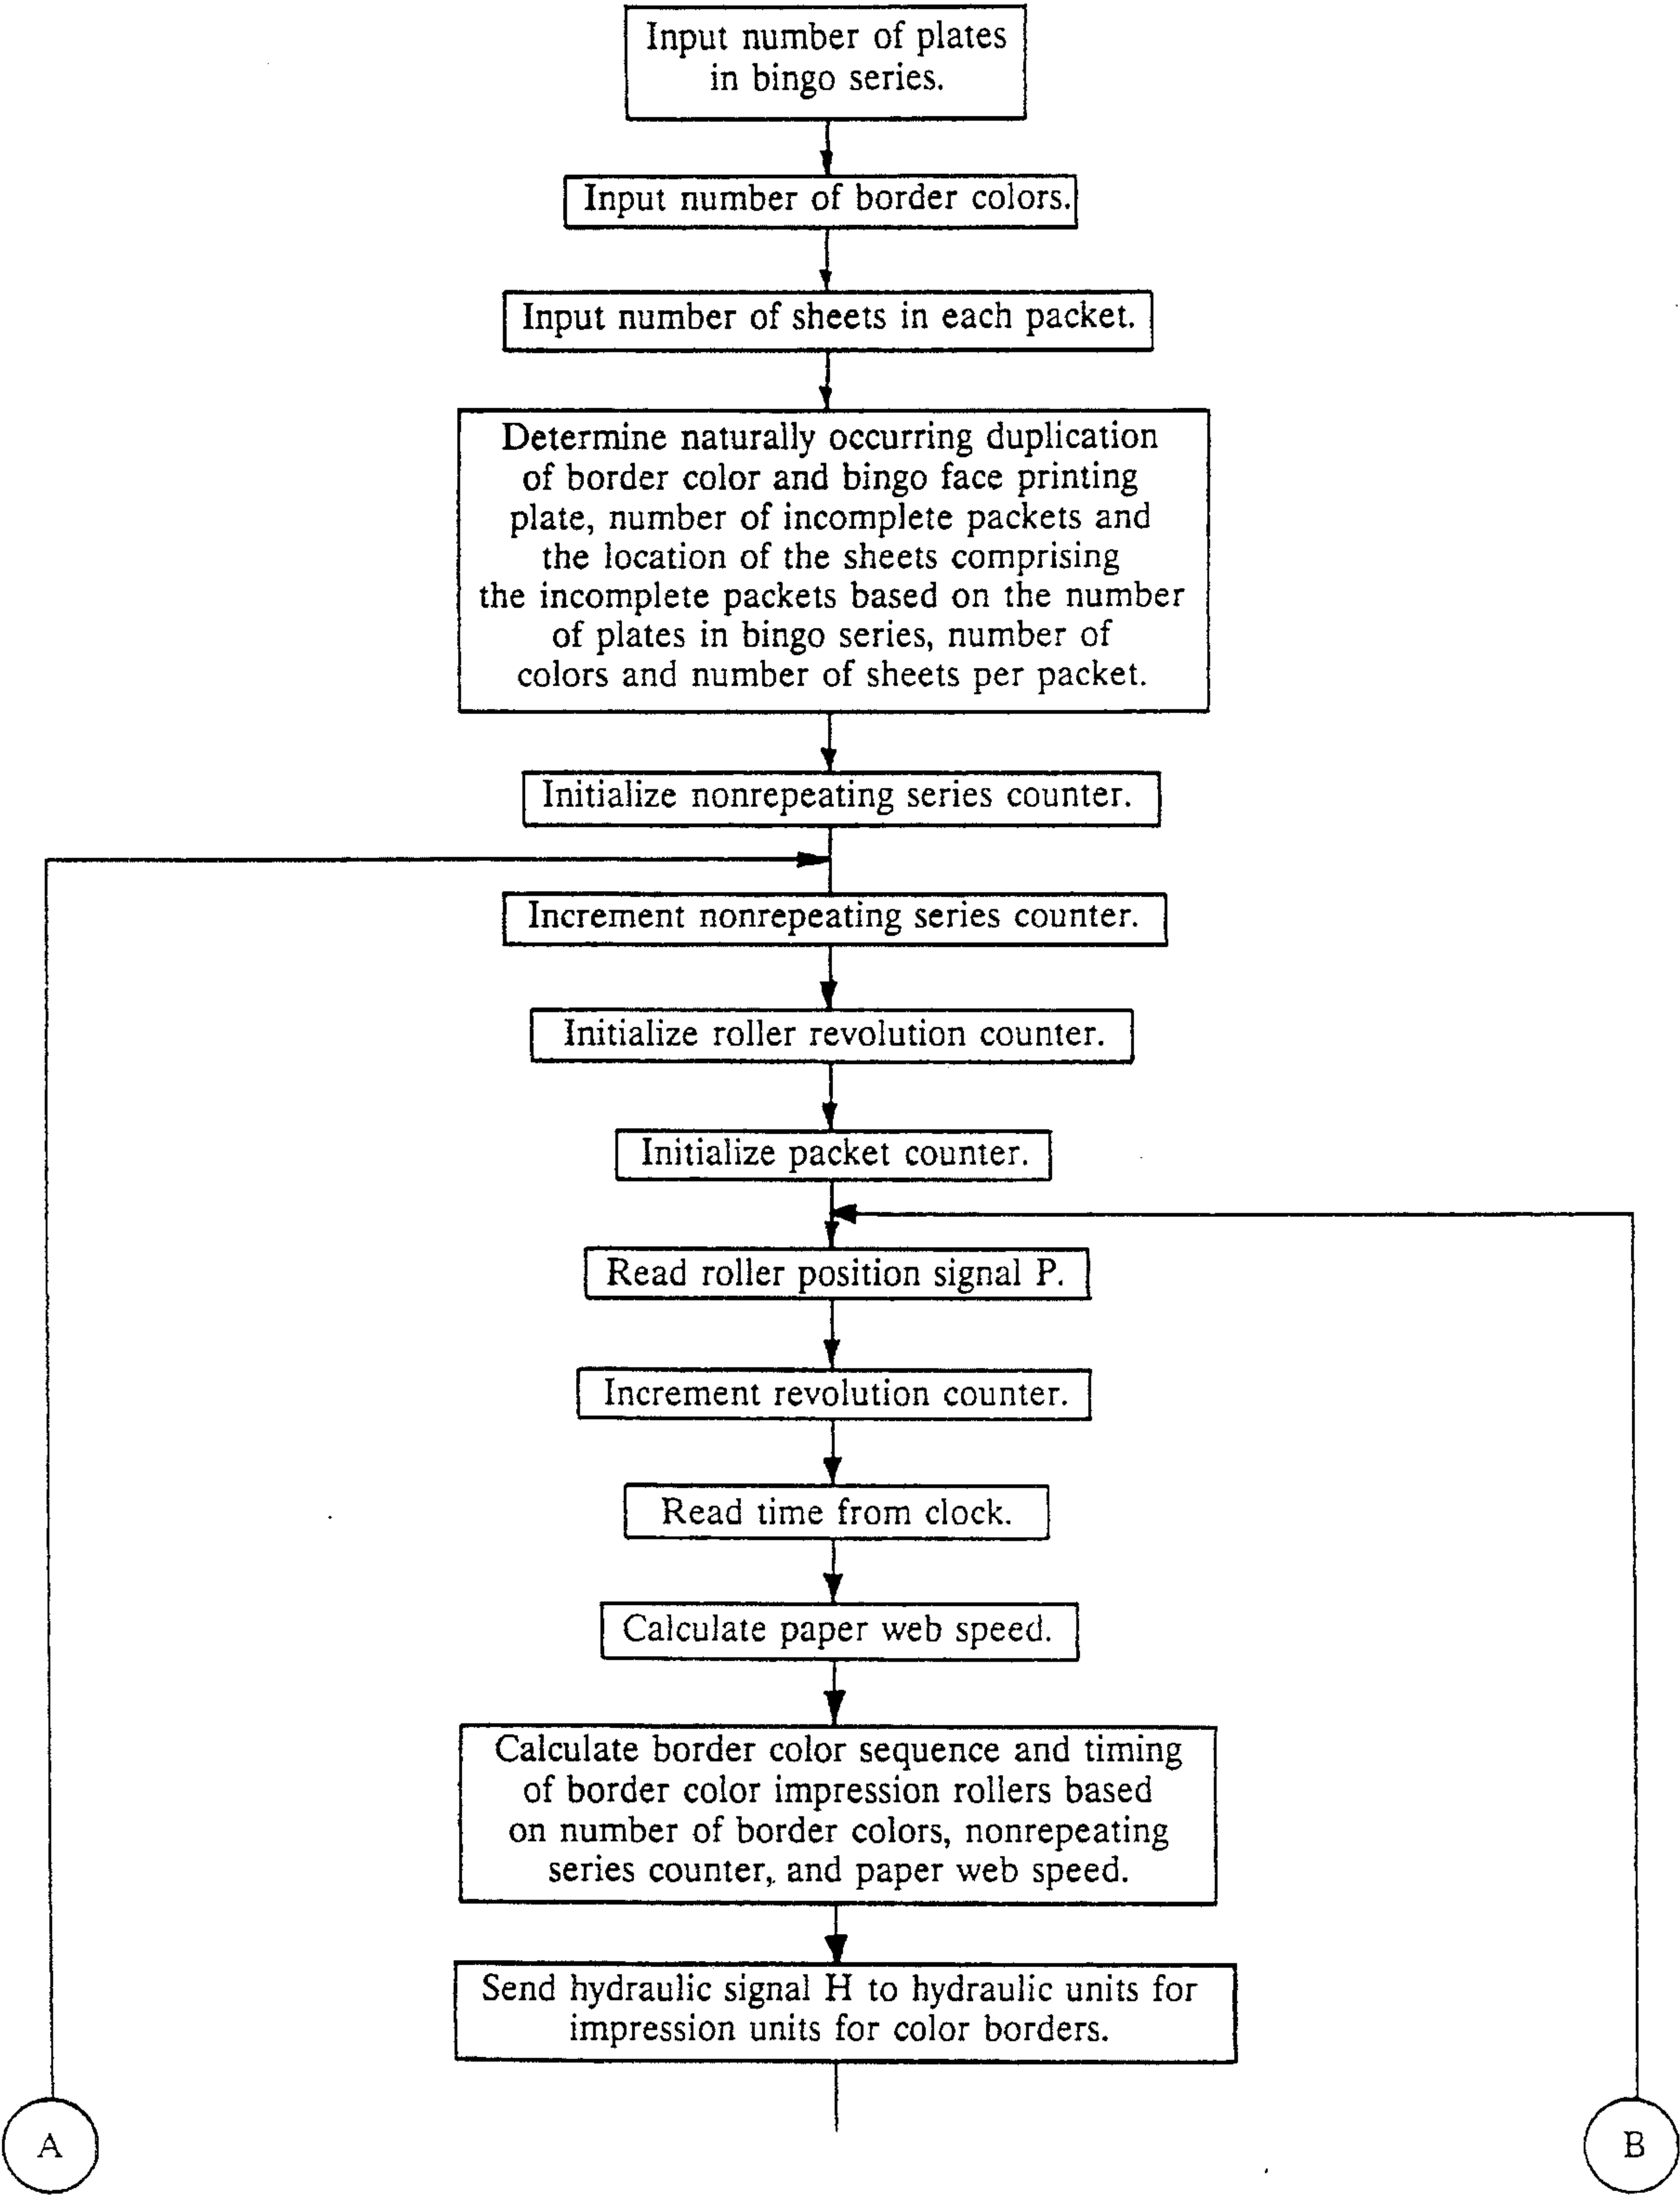 Input number of plates
in bingo series.
Input number of border colors.
Input number of sheets in each packet.
Determine naturally occurring duplication
of border color and bingo face printing
plate, number of incomplete packets and
the location of the sheets comprising
the incomplete packets based on the number
of plates in bingo series, number of
colors and number of sheets per packet.
Initialize nonrepeating series counter.
Increment nonrepeating series counter.
Initialize roller revolution counter.
Initialize packet counter.
Read roller position signal P.
Increment revolution counter.
Read time from clock.
Calculate paper web speed.
Calculate border color sequence and timing
of border color impression rollers based
on number of border colors, nonrepeating
series counter, and paper web speed.
Send hydraulic signal H to hydraulic units for
impression units for color borders.
A
B